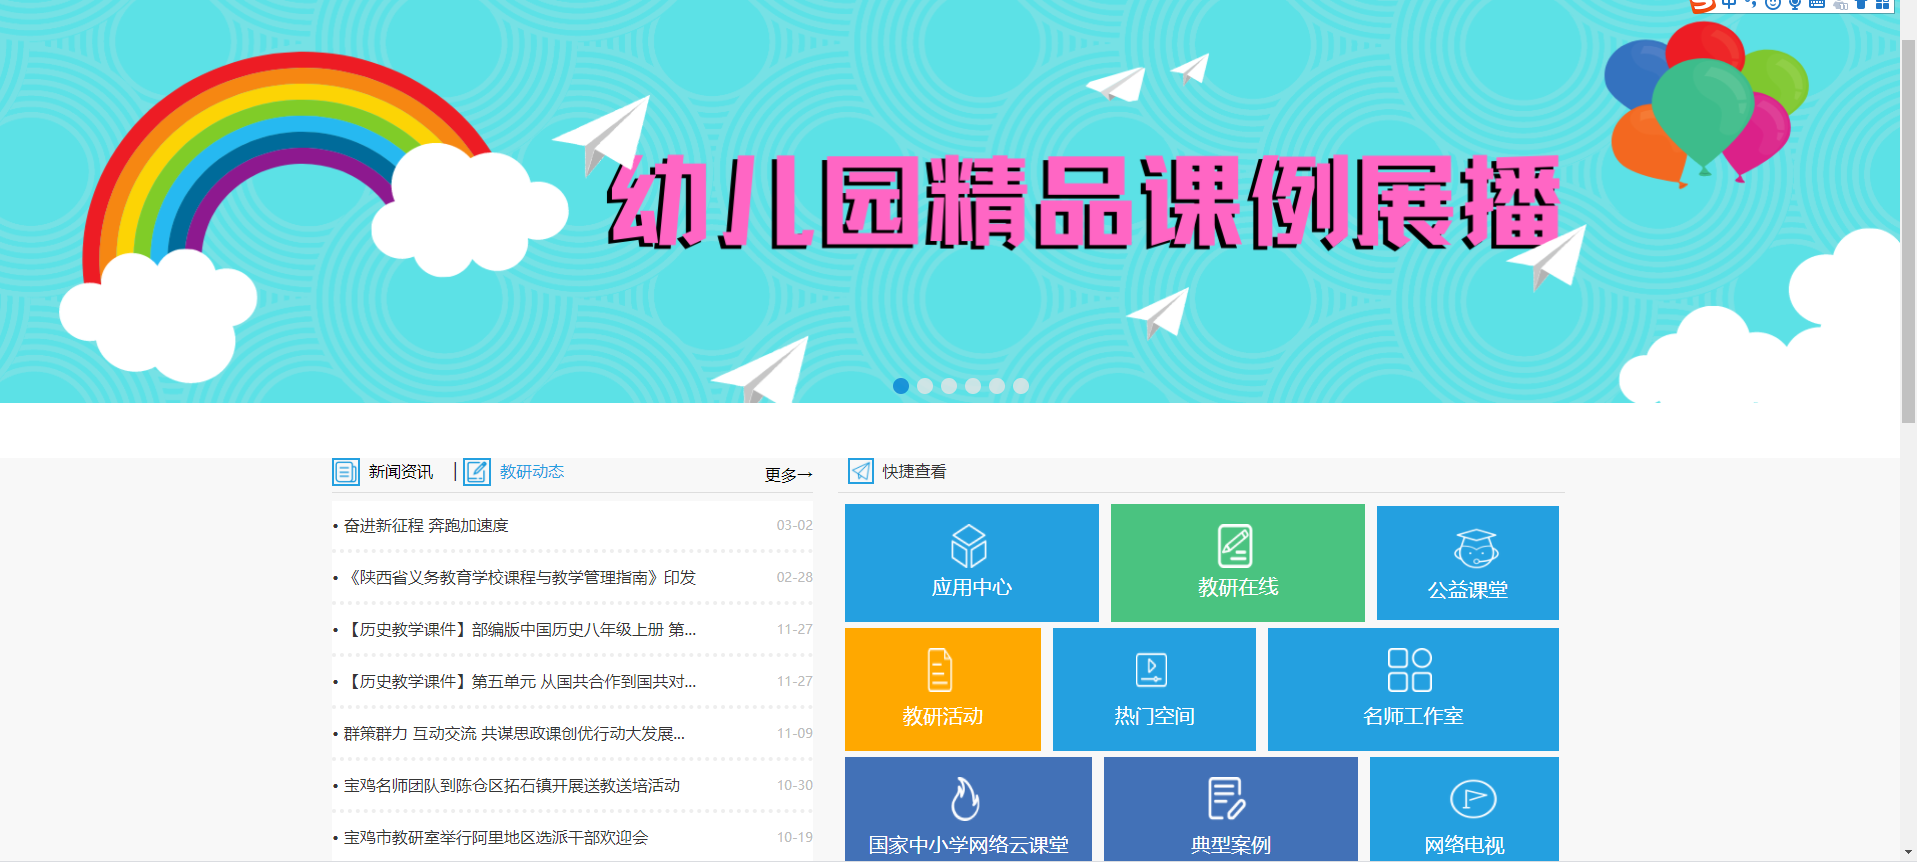 中
幼儿园精品课例展播
新闻资讯 | 教研动态 更多→
• 奋进新征程 奔跑加速度 03-02
• 《陕西省义务教育学校课程与教学管理指南》印发 02-28
• 【历史教学课件】部编版中国历史八年级上册 第... 11-27
• 【历史教学课件】第五单元 从国共合作到国共对... 11-27
• 群策群力 互动交流 共谋思政课创优行动大发展... 11-09
• 宝鸡名师团队到陈仓区拓石镇开展送教送培活动 10-30
• 宝鸡市教研室举行阿里地区选派干部欢迎会 10-19
快捷查看
应用中心
教研在线
公益课堂
教研活动
热门空间
名师工作室
国家中小学网络云课堂
典型案例
网络电视